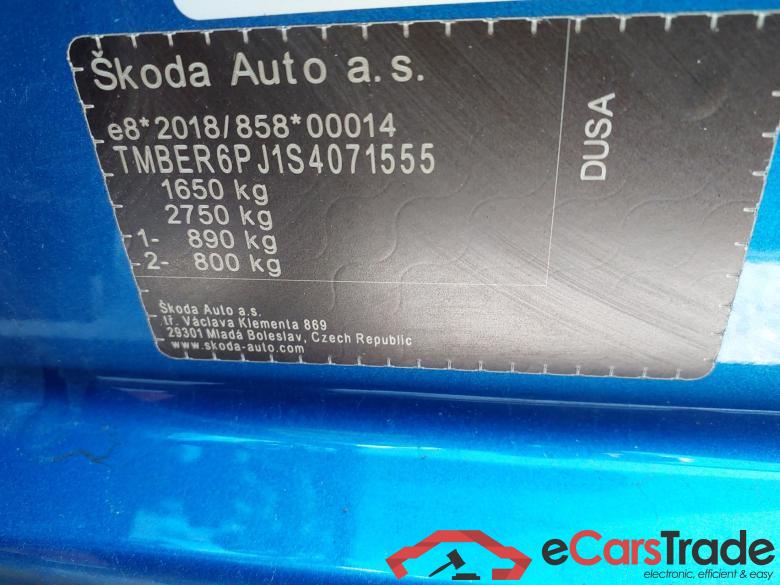 Škoda Auto a.s.
e8*2018/858*00014
TMBER6PJ1S4071555
1650 kg
2750 kg
1- 890 kg
2- 800 kg
DUSA
Škoda Auto a.s.
tř. Václava Klementa 869
29301 Mladá Boleslav, Czech Republic
www.skoda-auto.com
eCarsTrade
electronic, efficient & easy